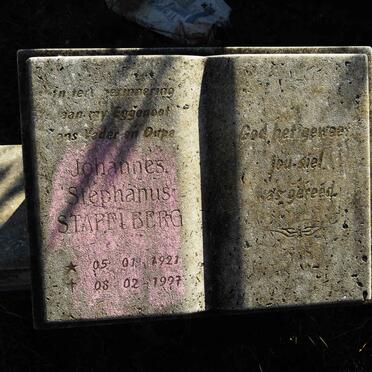 In teer herinnering
aan my Eggenoot
ons Vader en Oupa
Johannes
Stephanus
STAPELBERG
★ 05 01 1921
✝ 08-02-1997
God het geweet
jou siel
was gereed